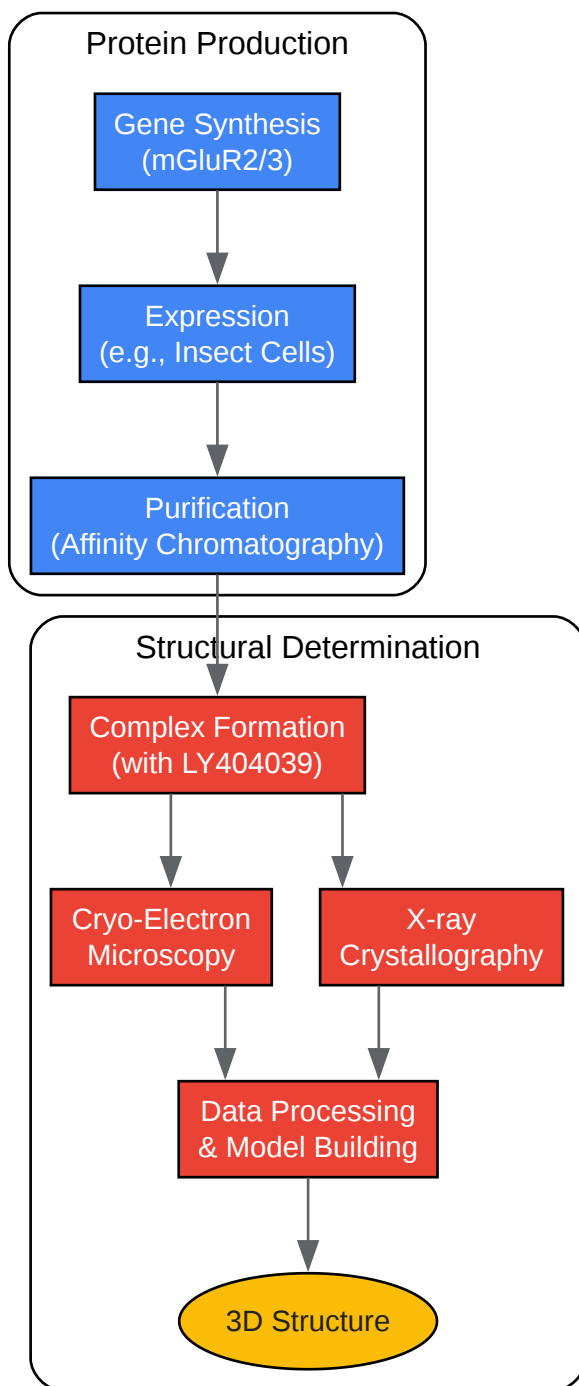 Protein Production
Gene Synthesis
(mGluR2/3)
Expression
(e.g., Insect Cells)
Purification
(Affinity Chromatography)
Structural Determination
Complex Formation
(with LY404039)
Cryo-Electron
Microscopy
X-ray
Crystallography
Data Processing
& Model Building
3D Structure